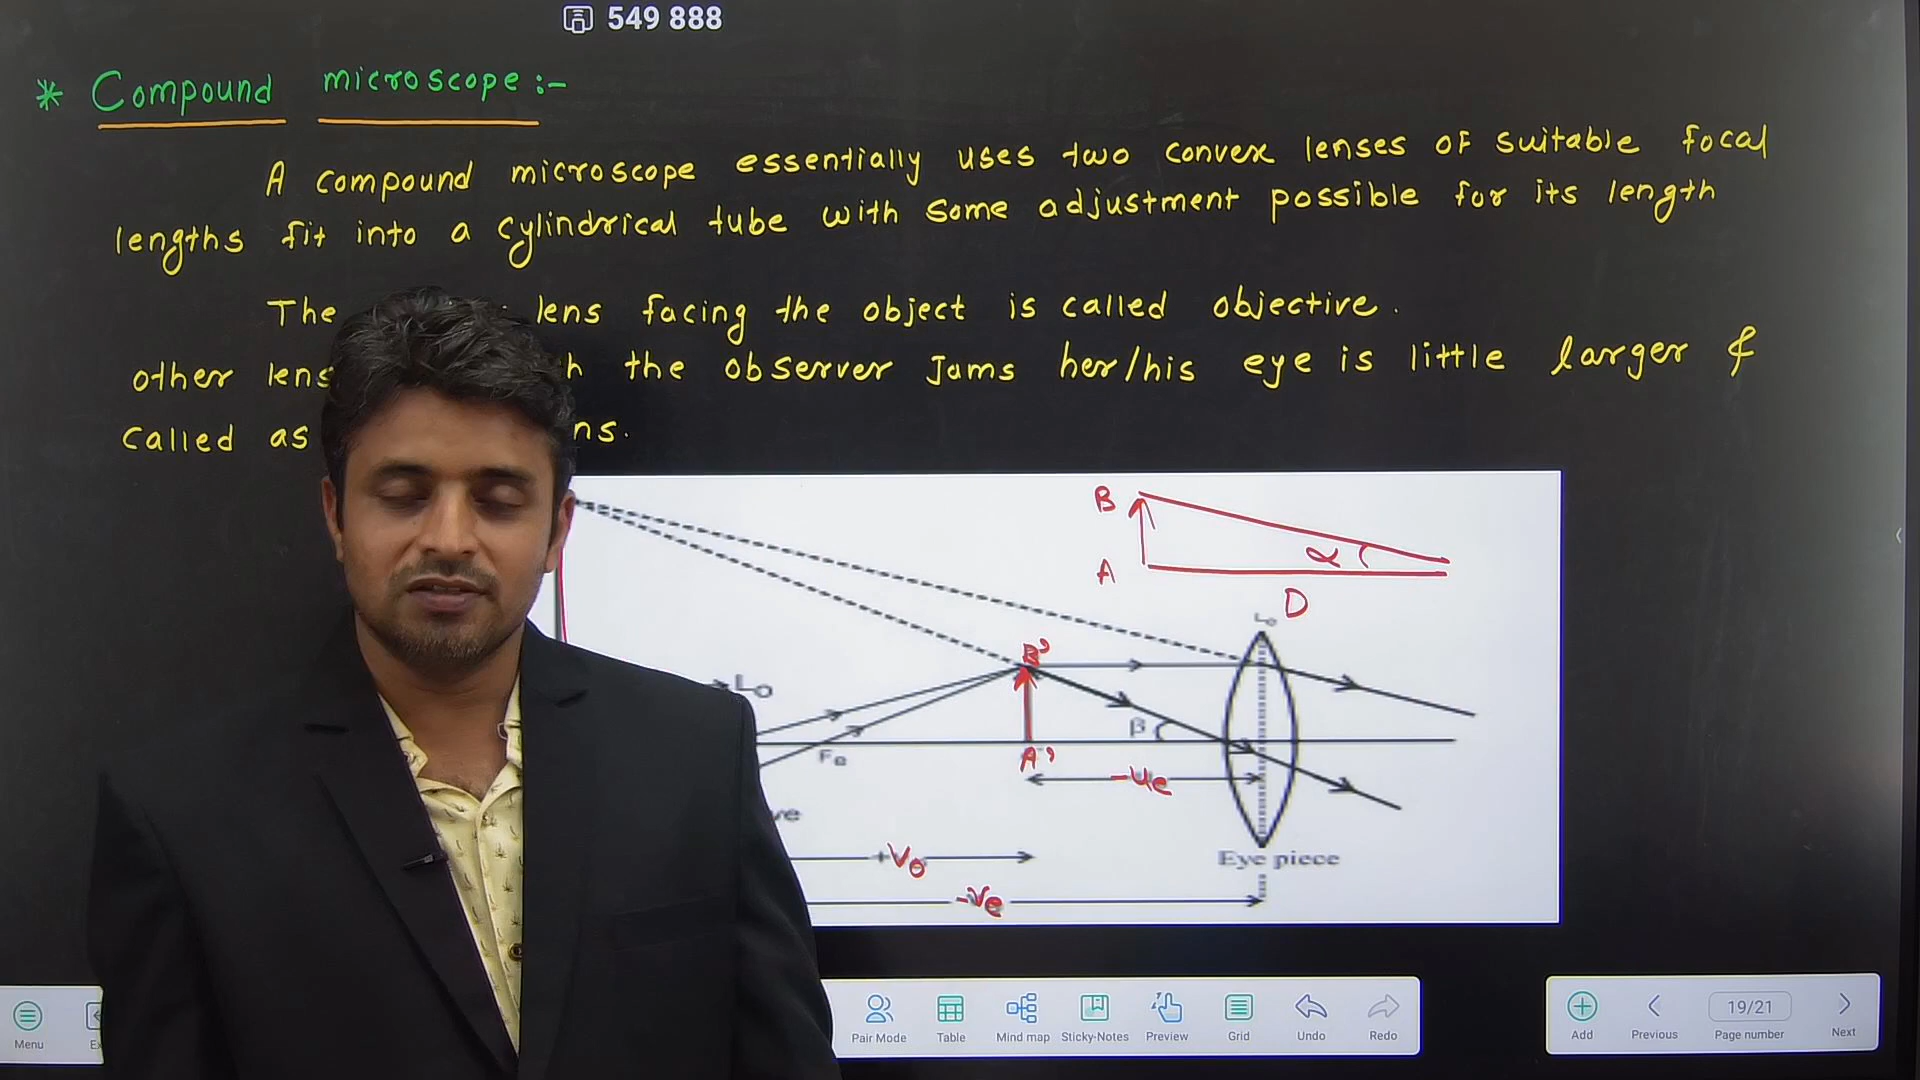 549 888
* Compound microscope:-
A compound microscope essentially uses two convex lenses of suitable focal
lengths fit into a cylindrical tube with some adjustment possible for its length
The lens facing the object is called objective.
other lens the observer Jams her/his eye is little larger &
called as
B
A
α
D
Lo
B'
Lo
β
Fo
A'
-ue
+Vo
Eye piece
-Ve
Menu
Pair Mode
Table
Mind map
Sticky-Notes
Preview
Grid
Undo
Redo
Add
Previous
19/21
Page number
Next